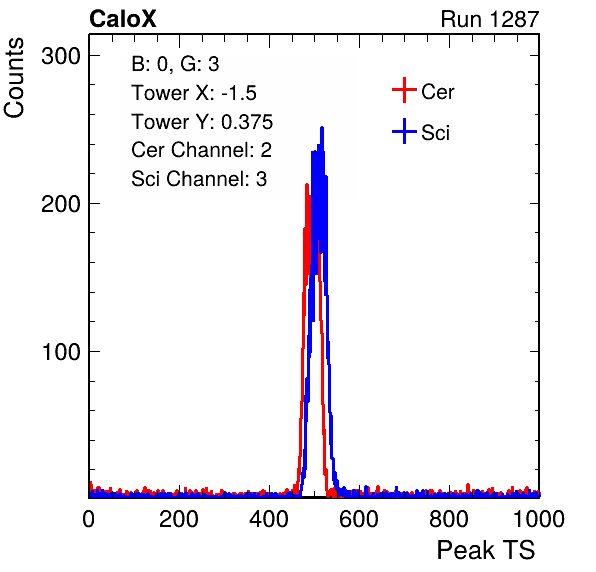 CaloX Run 1287
Counts
300
200
100
B: 0, G: 3
Tower X: -1.5
Tower Y: 0.375
Cer Channel: 2
Sci Channel: 3
Cer
Sci
0 200 400 600 800 1000
Peak TS